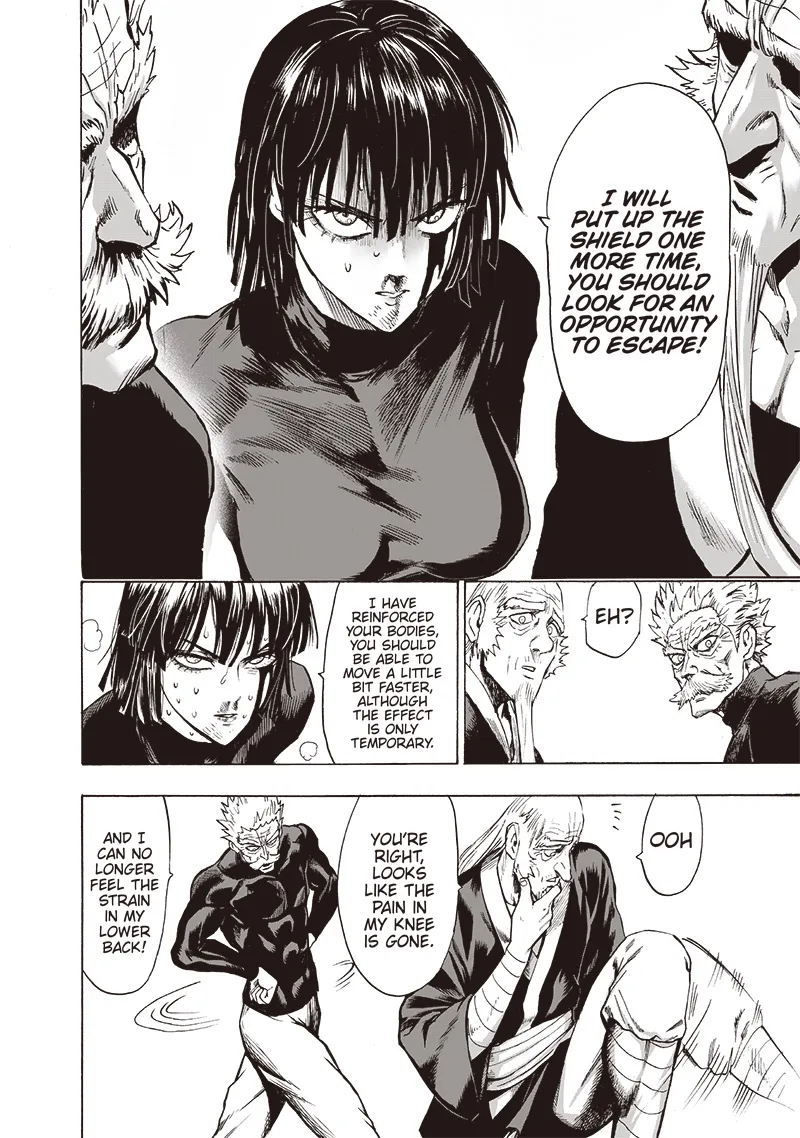 I WILL
PUT UP THE
SHIELD ONE
MORE TIME,
YOU SHOULD
LOOK FOR AN
OPPORTUNITY
TO ESCAPE!
EH?
I HAVE
REINFORCED
YOUR BODIES,
YOU SHOULD
BE ABLE TO
MOVE A LITTLE
BIT FASTER,
ALTHOUGH
THE EFFECT
IS ONLY
TEMPORARY.
OOH
YOU'RE
RIGHT,
LOOKS
LIKE THE
PAIN IN
MY KNEE
IS GONE.
AND I
CAN NO
LONGER
FEEL THE
STRAIN
IN MY
LOWER
BACK!